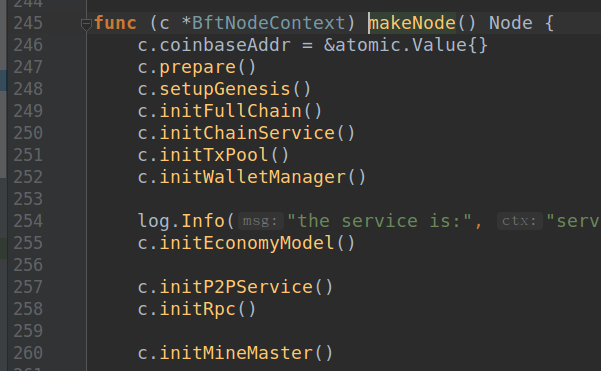 244
245 func (c *BftNodeContext) makeNode() Node {
246 c.coinbaseAddr = &atomic.Value{}
247 c.prepare()
248 c.setupGenesis()
249 c.initFullChain()
250 c.initChainService()
251 c.initTxPool()
252 c.initWalletManager()
253
254 log.Info( msg: "the service is:", ctx: "serv
255 c.initEconomyModel()
256
257 c.initP2PService()
258 c.initRpc()
259
260 c.initMineMaster()
261